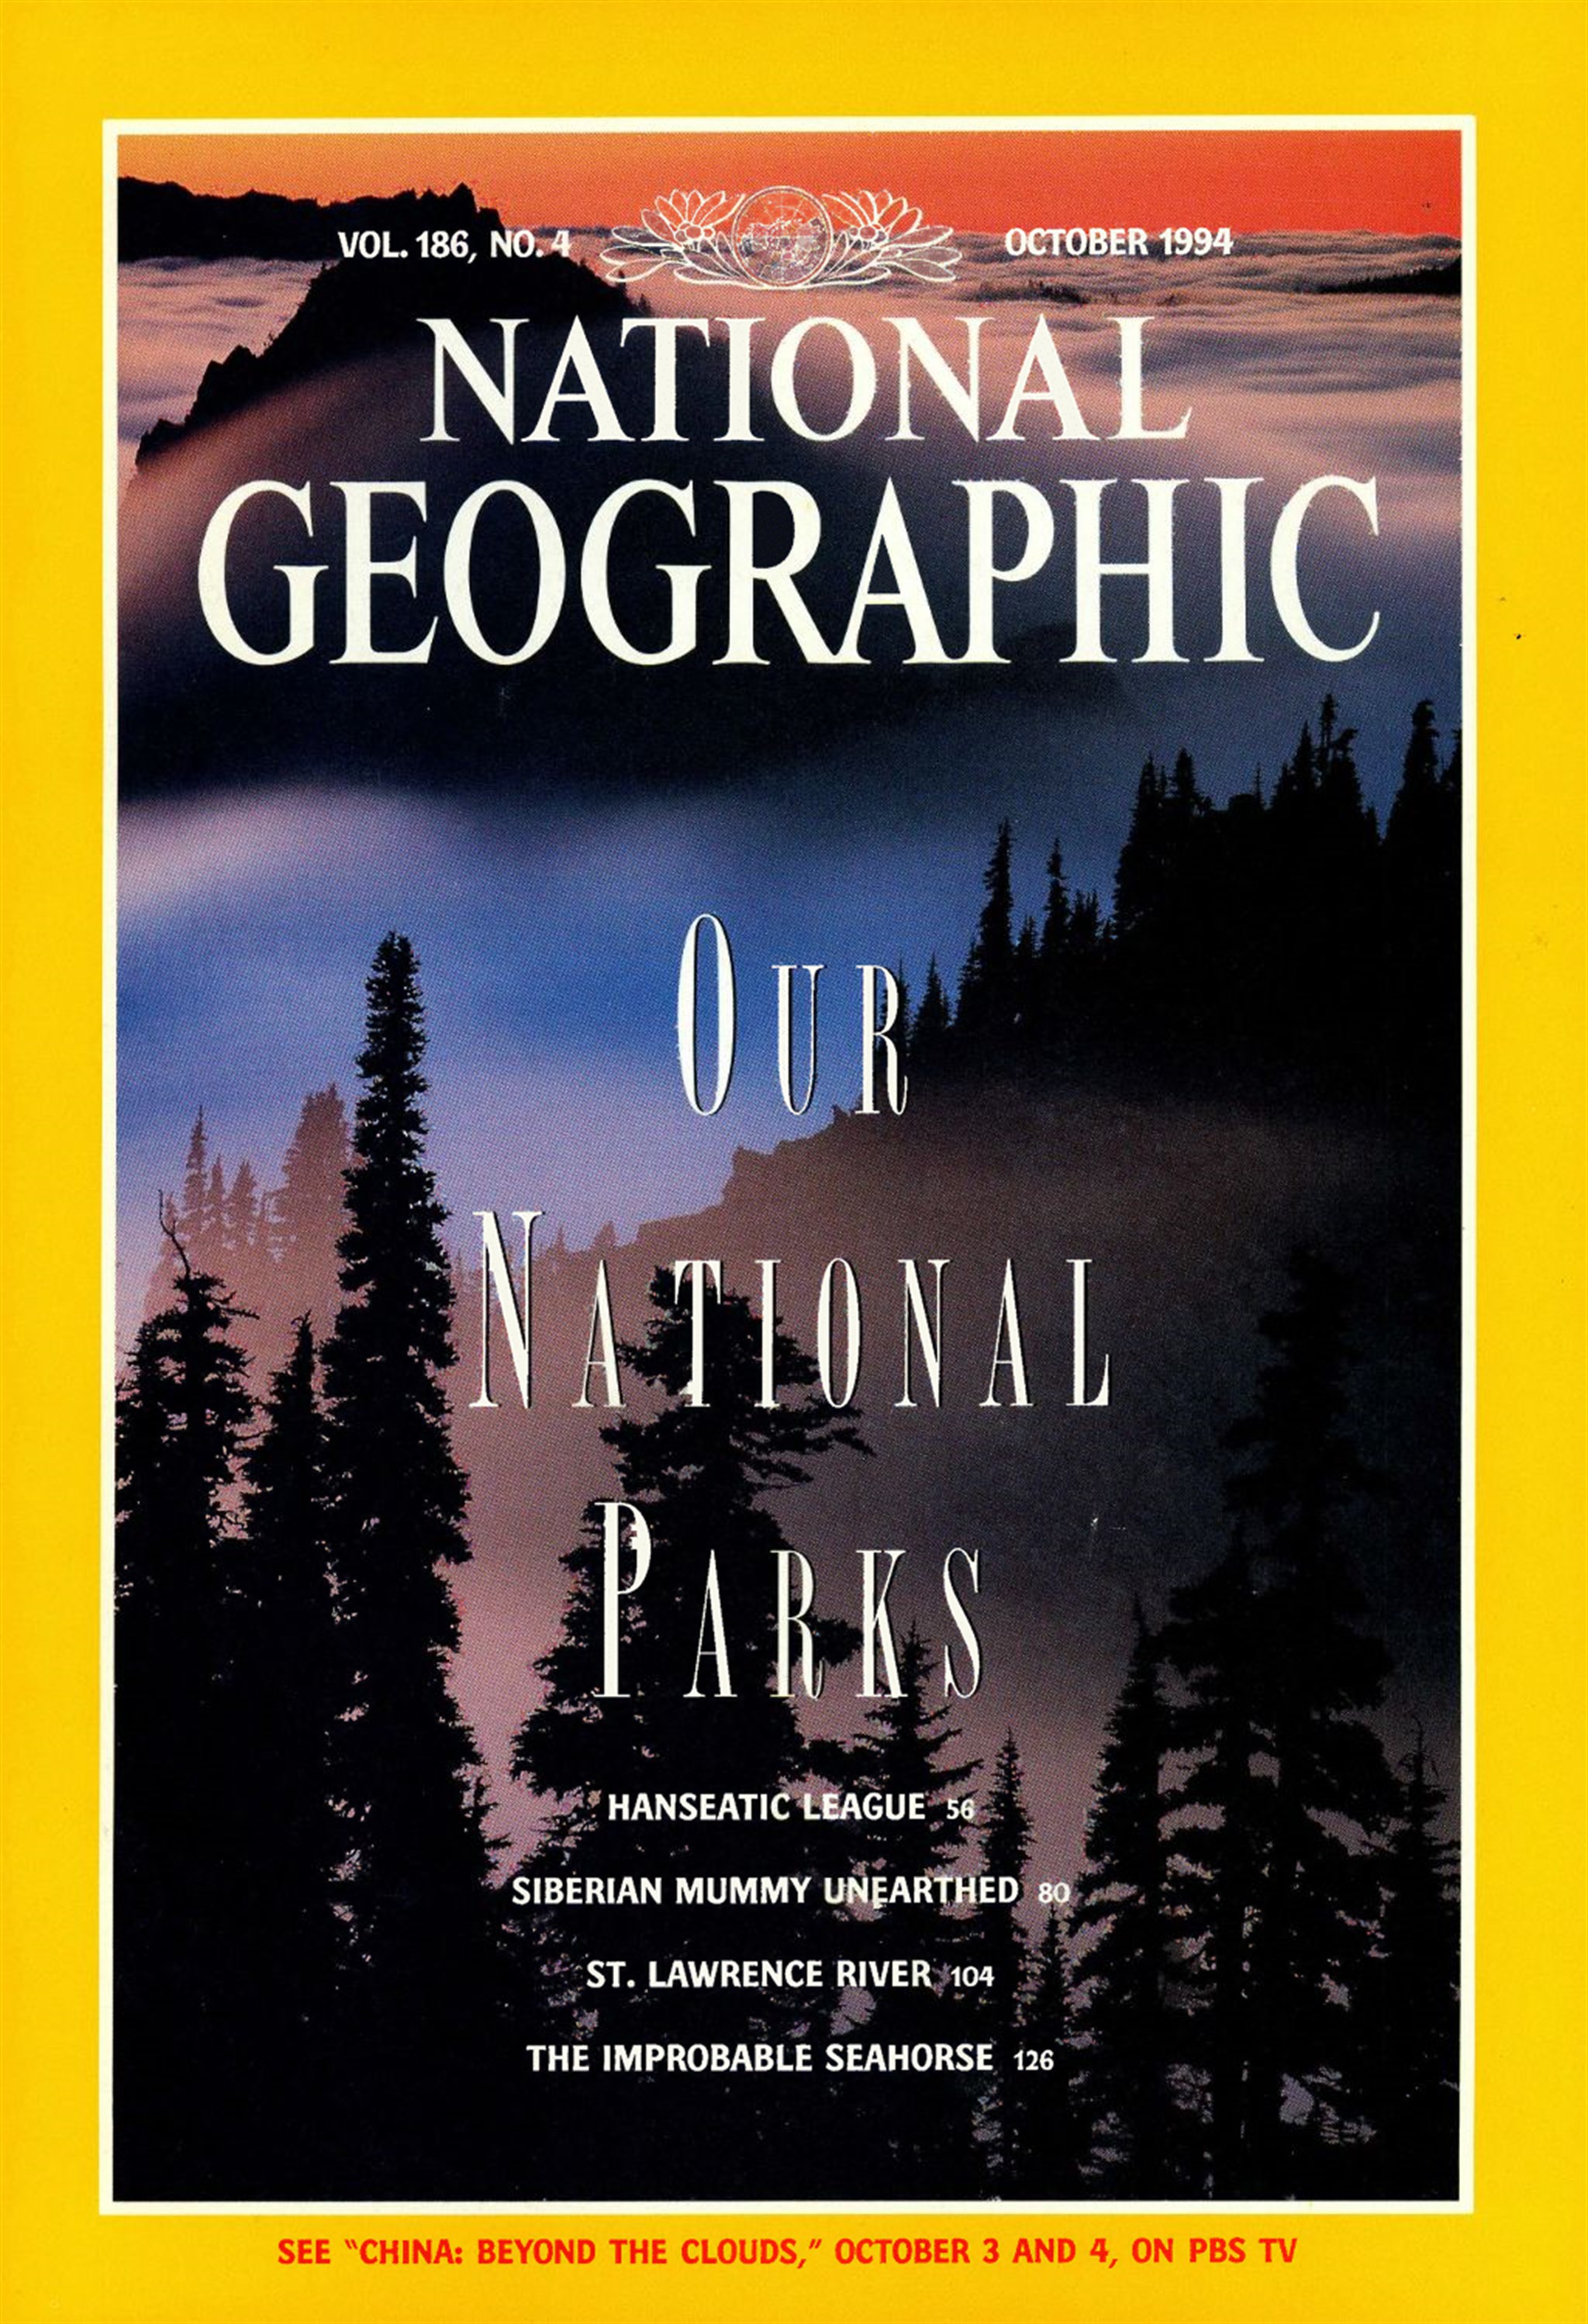 VOL. 186, NO. 4 OCTOBER 1994
NATIONAL
GEOGRAPHIC
OUR
NATIONAL
PARKS
HANSEATIC LEAGUE 56
SIBERIAN MUMMY UNEARTHED 80
ST. LAWRENCE RIVER 104
THE IMPROBABLE SEAHORSE 126
SEE "CHINA: BEYOND THE CLOUDS," OCTOBER 3 AND 4, ON PBS TV